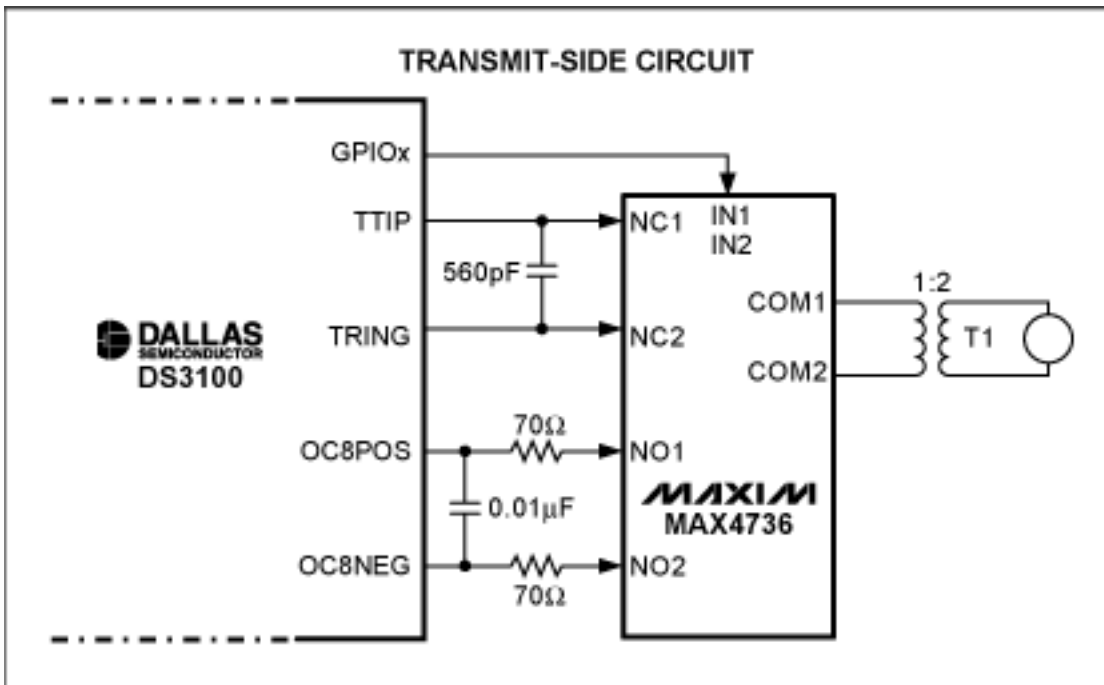 TRANSMIT-SIDE CIRCUIT
GPIOx
TTIP
560pF
TRING
DALLAS
SEMICONDUCTOR
DS3100
OC8POS
70Ω
0.01µF
OC8NEG
70Ω
NC1
IN1
IN2
NC2
COM1
COM2
1:2
T1
NO1
MAXIM
MAX4736
NO2